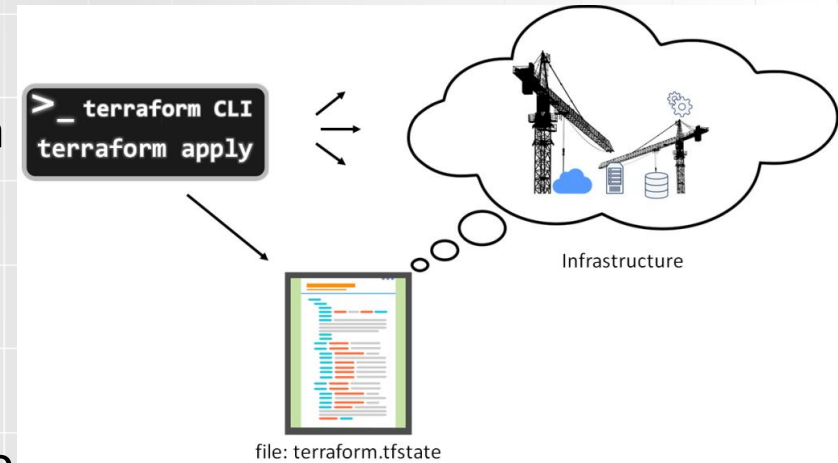 >_ terraform CLI
terraform apply
Infrastructure
file: terraform.tfstate